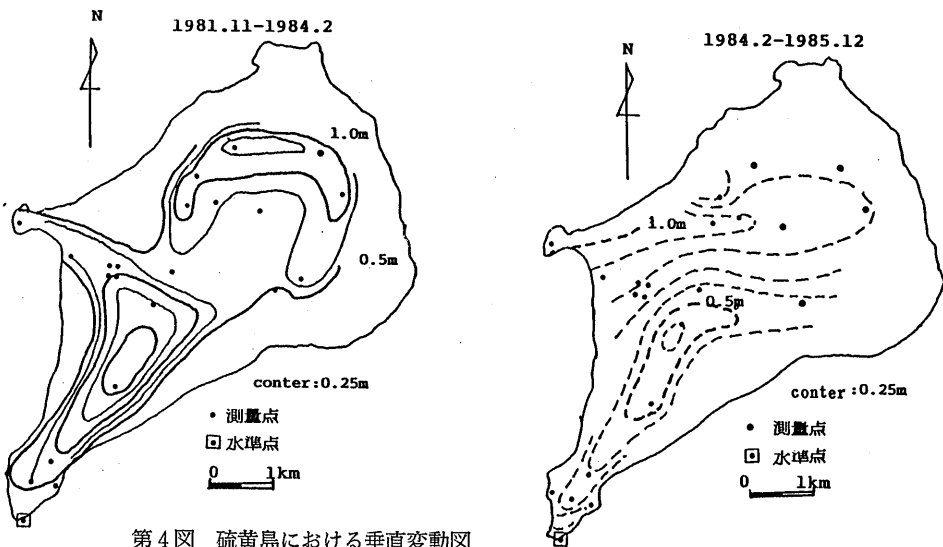 N
1981.11-1984.2
1.0m
0.5m
conter:0.25m
測量点
水準点
0 1km
N
1984.2-1985.12
1.0m
0.5m
conter:0.25m
測量点
水準点
0 1km
第4図 硫黄島における垂直変動図